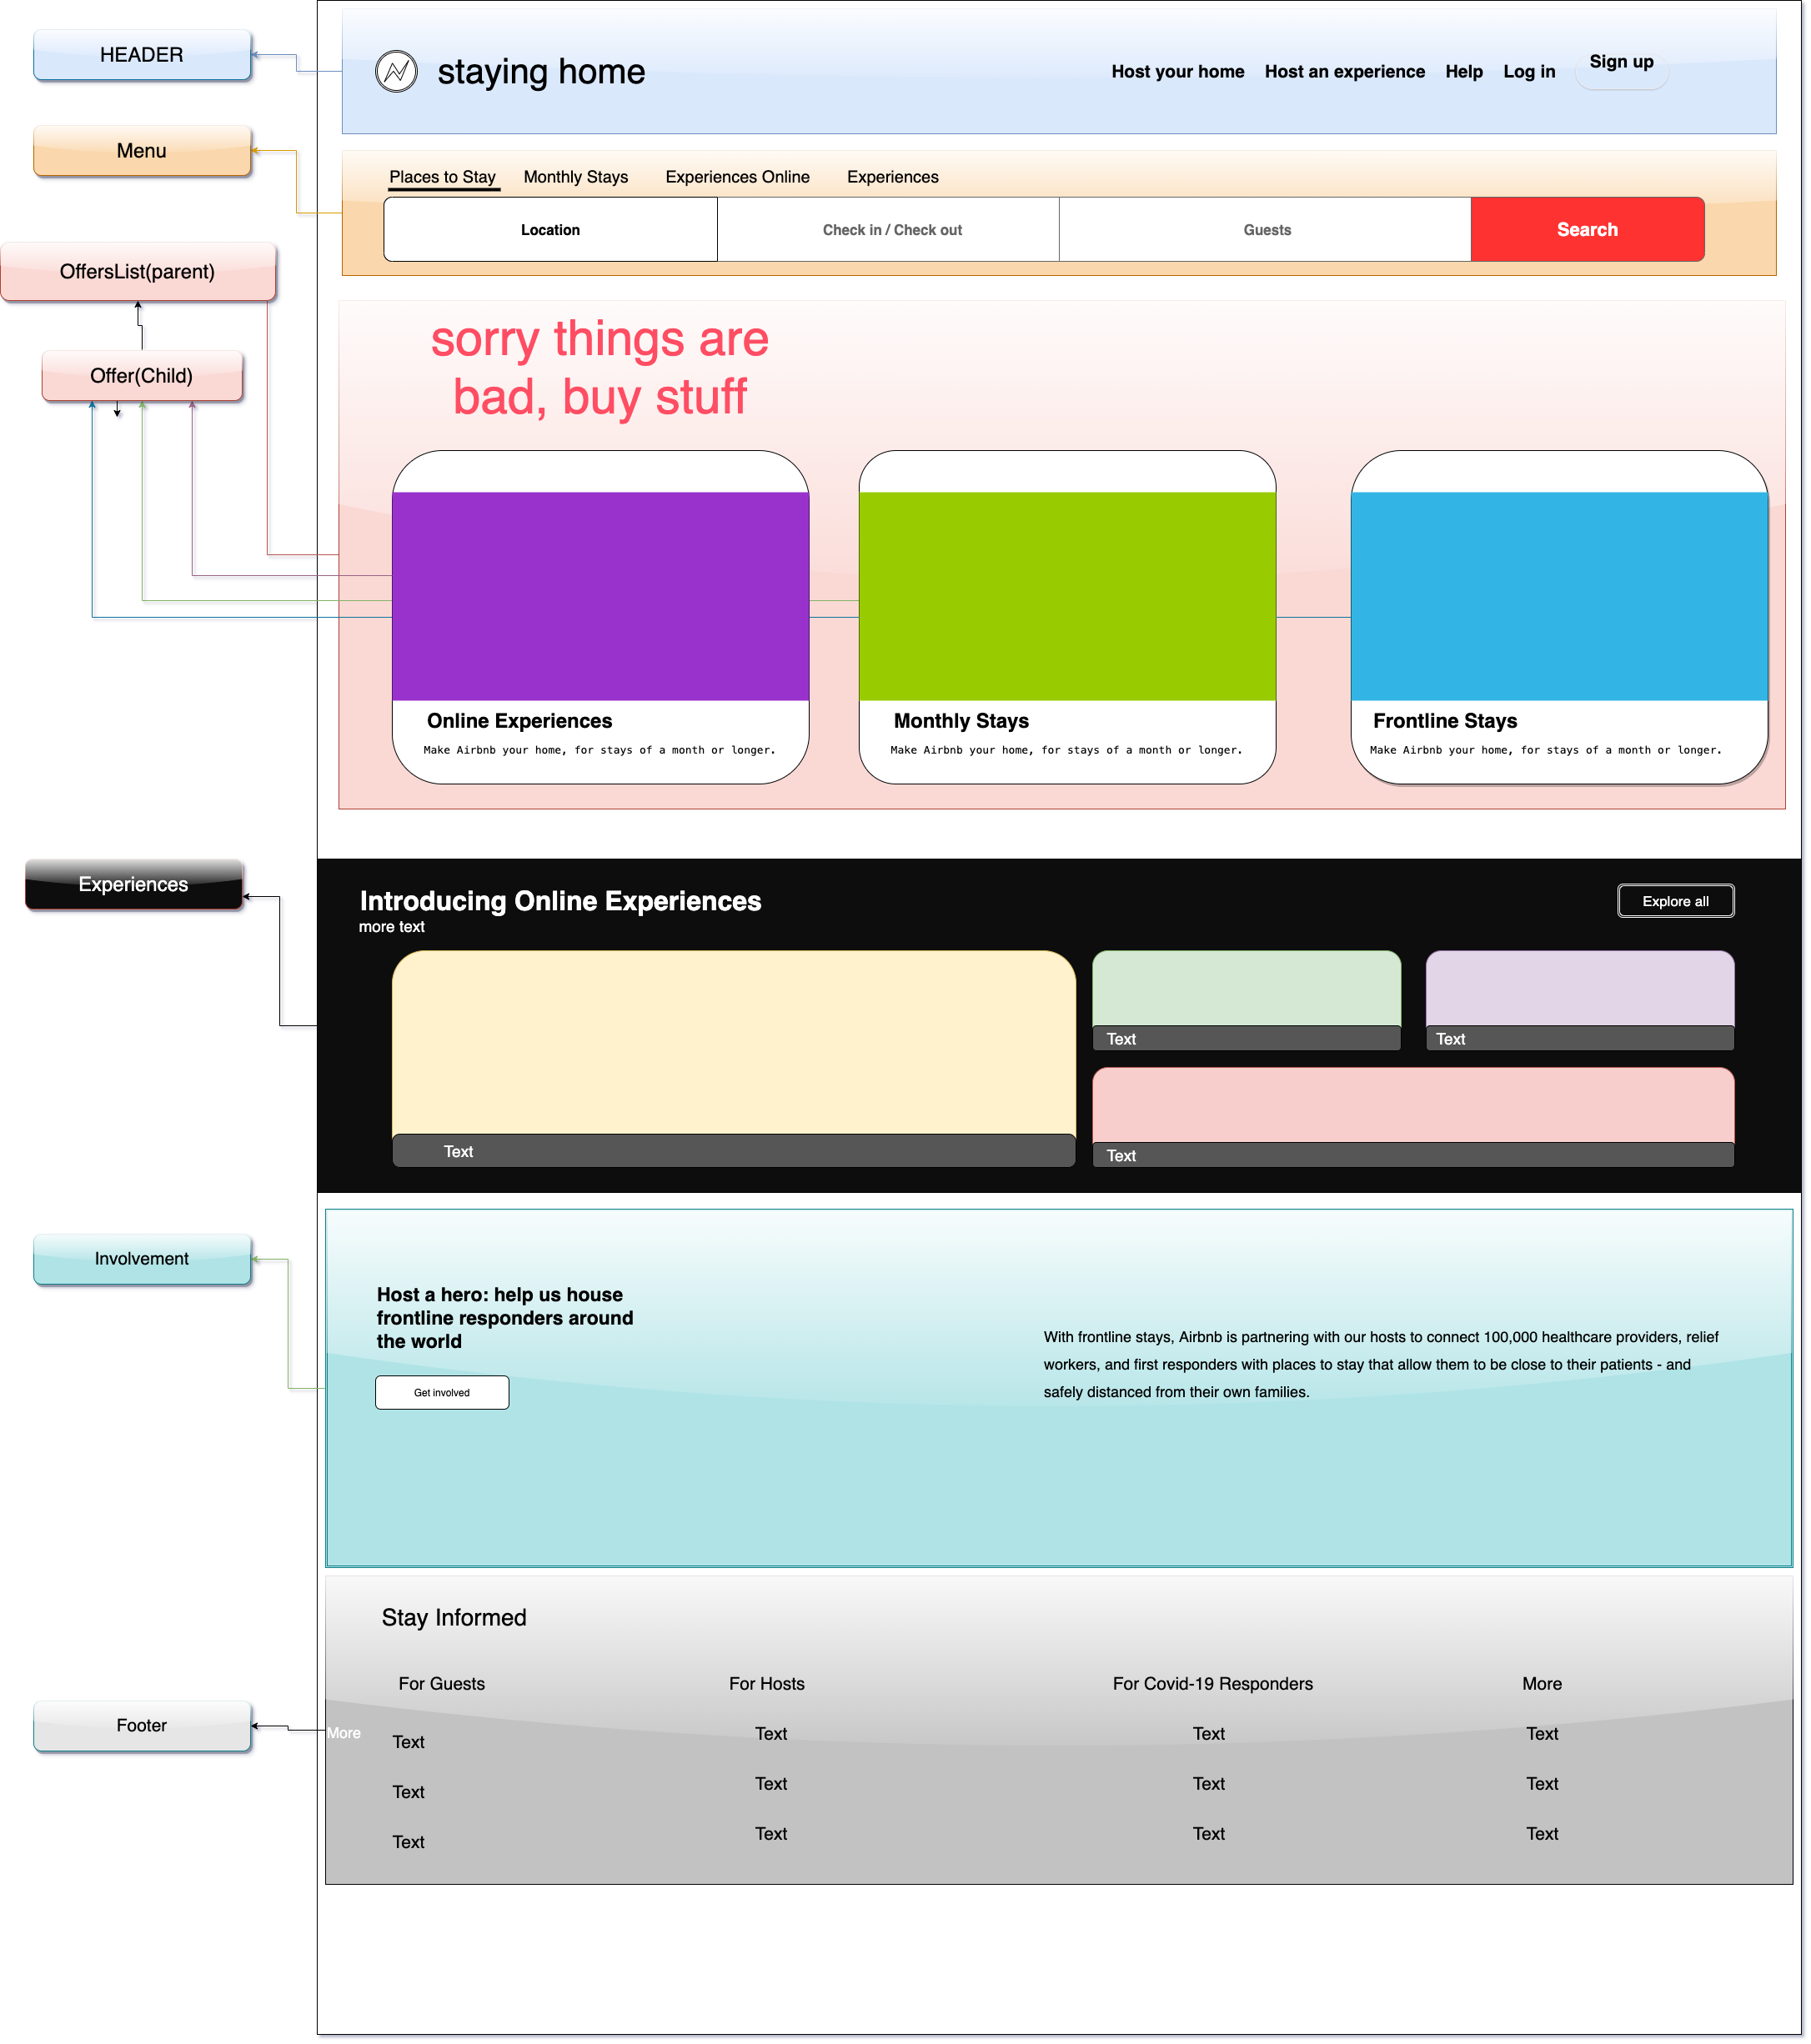 HEADER
staying home
Host your home
Host an experience
Help
Log in
Sign up
Menu
Places to Stay
Monthly Stays
Experiences Online
Experiences
Location
Check in / Check out
Guests
Search
OffersList(parent)
Offer(Child)
sorry things are
bad, buy stuff
Online Experiences
Make Airbnb your home, for stays of a month or longer.
Monthly Stays
Make Airbnb your home, for stays of a month or longer.
Frontline Stays
Make Airbnb your home, for stays of a month or longer.
Experiences
Introducing Online Experiences
more text
Explore all
Text
Text
Text
Text
Involvement
Host a hero: help us house
frontline responders around
the world
Get involved
With frontline stays, Airbnb is partnering with our hosts to connect 100,000 healthcare providers, relief
workers, and first responders with places to stay that allow them to be close to their patients - and
safely distanced from their own families.
Stay Informed
For Guests
For Hosts
For Covid-19 Responders
More
Footer
More
Text
Text
Text
Text
Text
Text
Text
Text
Text
Text
Text
Text